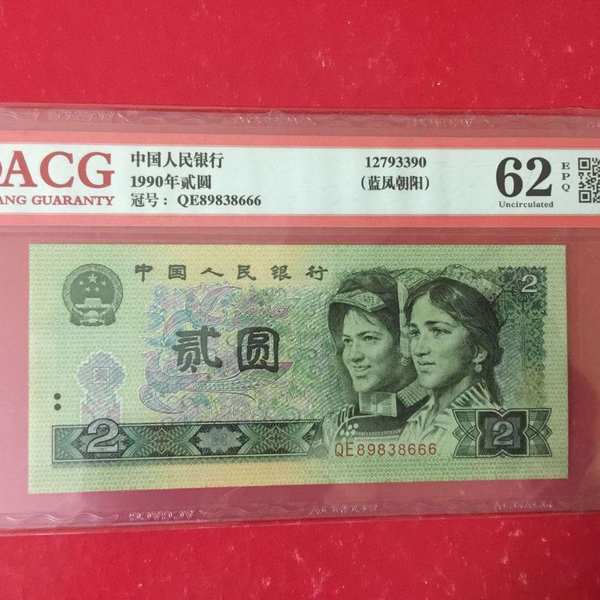 ACG
ANG GUARANTY
中国人民银行
1990年贰圆
冠号: QE89838666
12793390
(蓝凤朝阳)
62
Uncirculated
EPQ
中国人民银行
2
贰圆
2
QE89838666
2